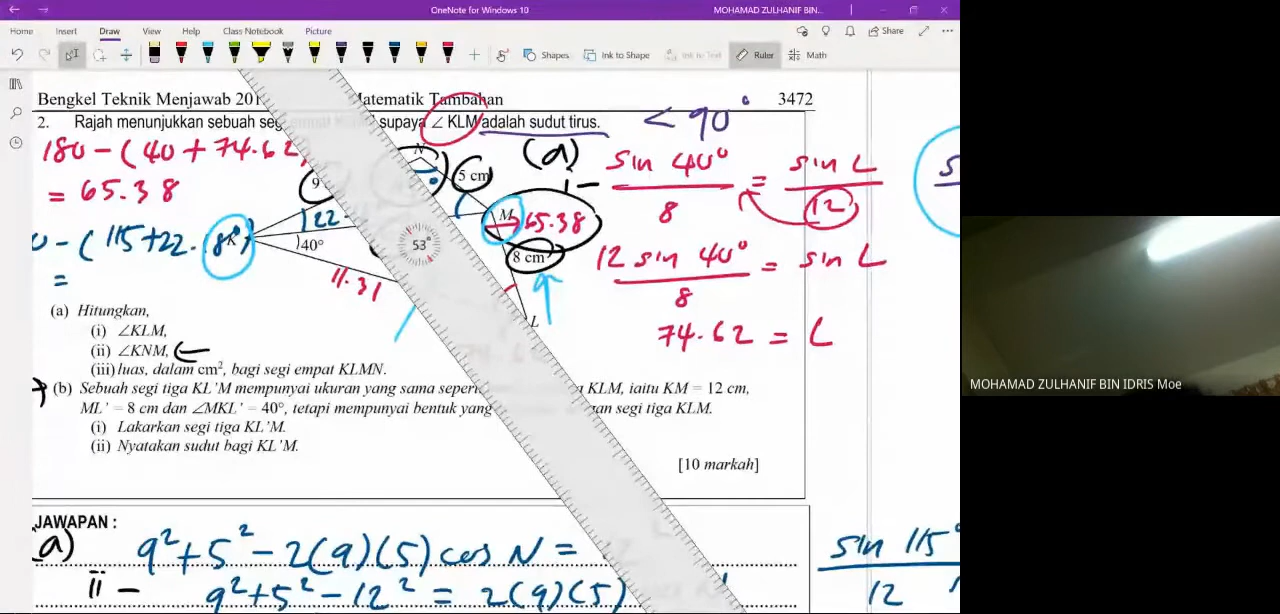 OneNote for Windows 10
MOHAMAD ZULHANIF BIN...
Home Insert Draw View Help Class Notebook Picture
Share
Shapes Ink to Shape Ink to Text Ruler Math
Bengkel Teknik Menjawab 201 Matematik Tambahan 3472
2. Rajah menunjukkan sebuah seg supaya ∠ KLM adalah sudut tirus. < 90°
180 - (40 + 74.62
= 65.38
- (115 + 22.
=
N
9
5 cm
K
22
40°
M
65.38
8 cm
11.31
L
53°
(a)
i - sin 40° / 8 = sin L / 12
12 sin 40° / 8 = sin L
74.62 = L
(a) Hitungkan,
(i) ∠KLM,
(ii) ∠KNM,
(iii) luas, dalam cm², bagi segi empat KLMN.
(b) Sebuah segi tiga KL'M mempunyai ukuran yang sama seper KLM, iaitu KM = 12 cm,
ML' = 8 cm dan ∠MKL' = 40°, tetapi mempunyai bentuk yang segi tiga KLM.
(i) Lakarkan segi tiga KL'M.
(ii) Nyatakan sudut bagi KL'M.
[10 markah]
JAWAPAN :
(a) 9² + 5² - 2(9)(5) cos N =
ii - 9² + 5² - 12² = 2(9)(5)
sin 115° / 12
MOHAMAD ZULHANIF BIN IDRIS Moe